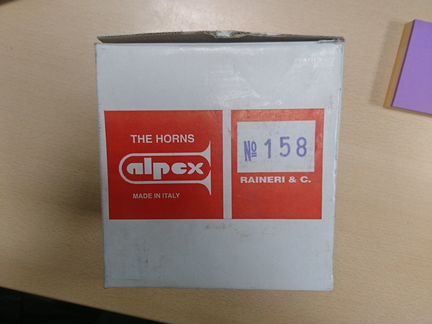 THE HORNS
alpex
MADE IN ITALY
Nº 158
RAINERI & C.